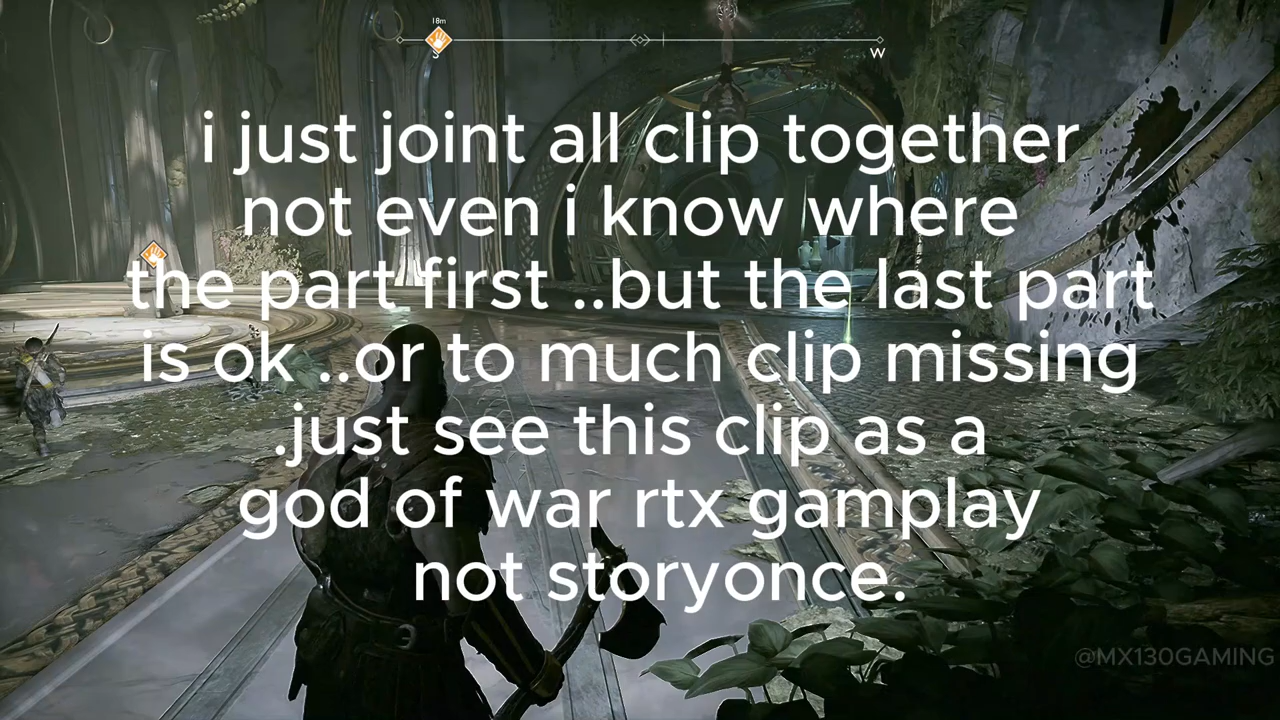 18m
S
W
i just joint all clip together
not even i know where
the part first ..but the last part
is ok ..or to much clip missing
.just see this clip as a
god of war rtx gamplay
not storyonce.
@MX130GAMING